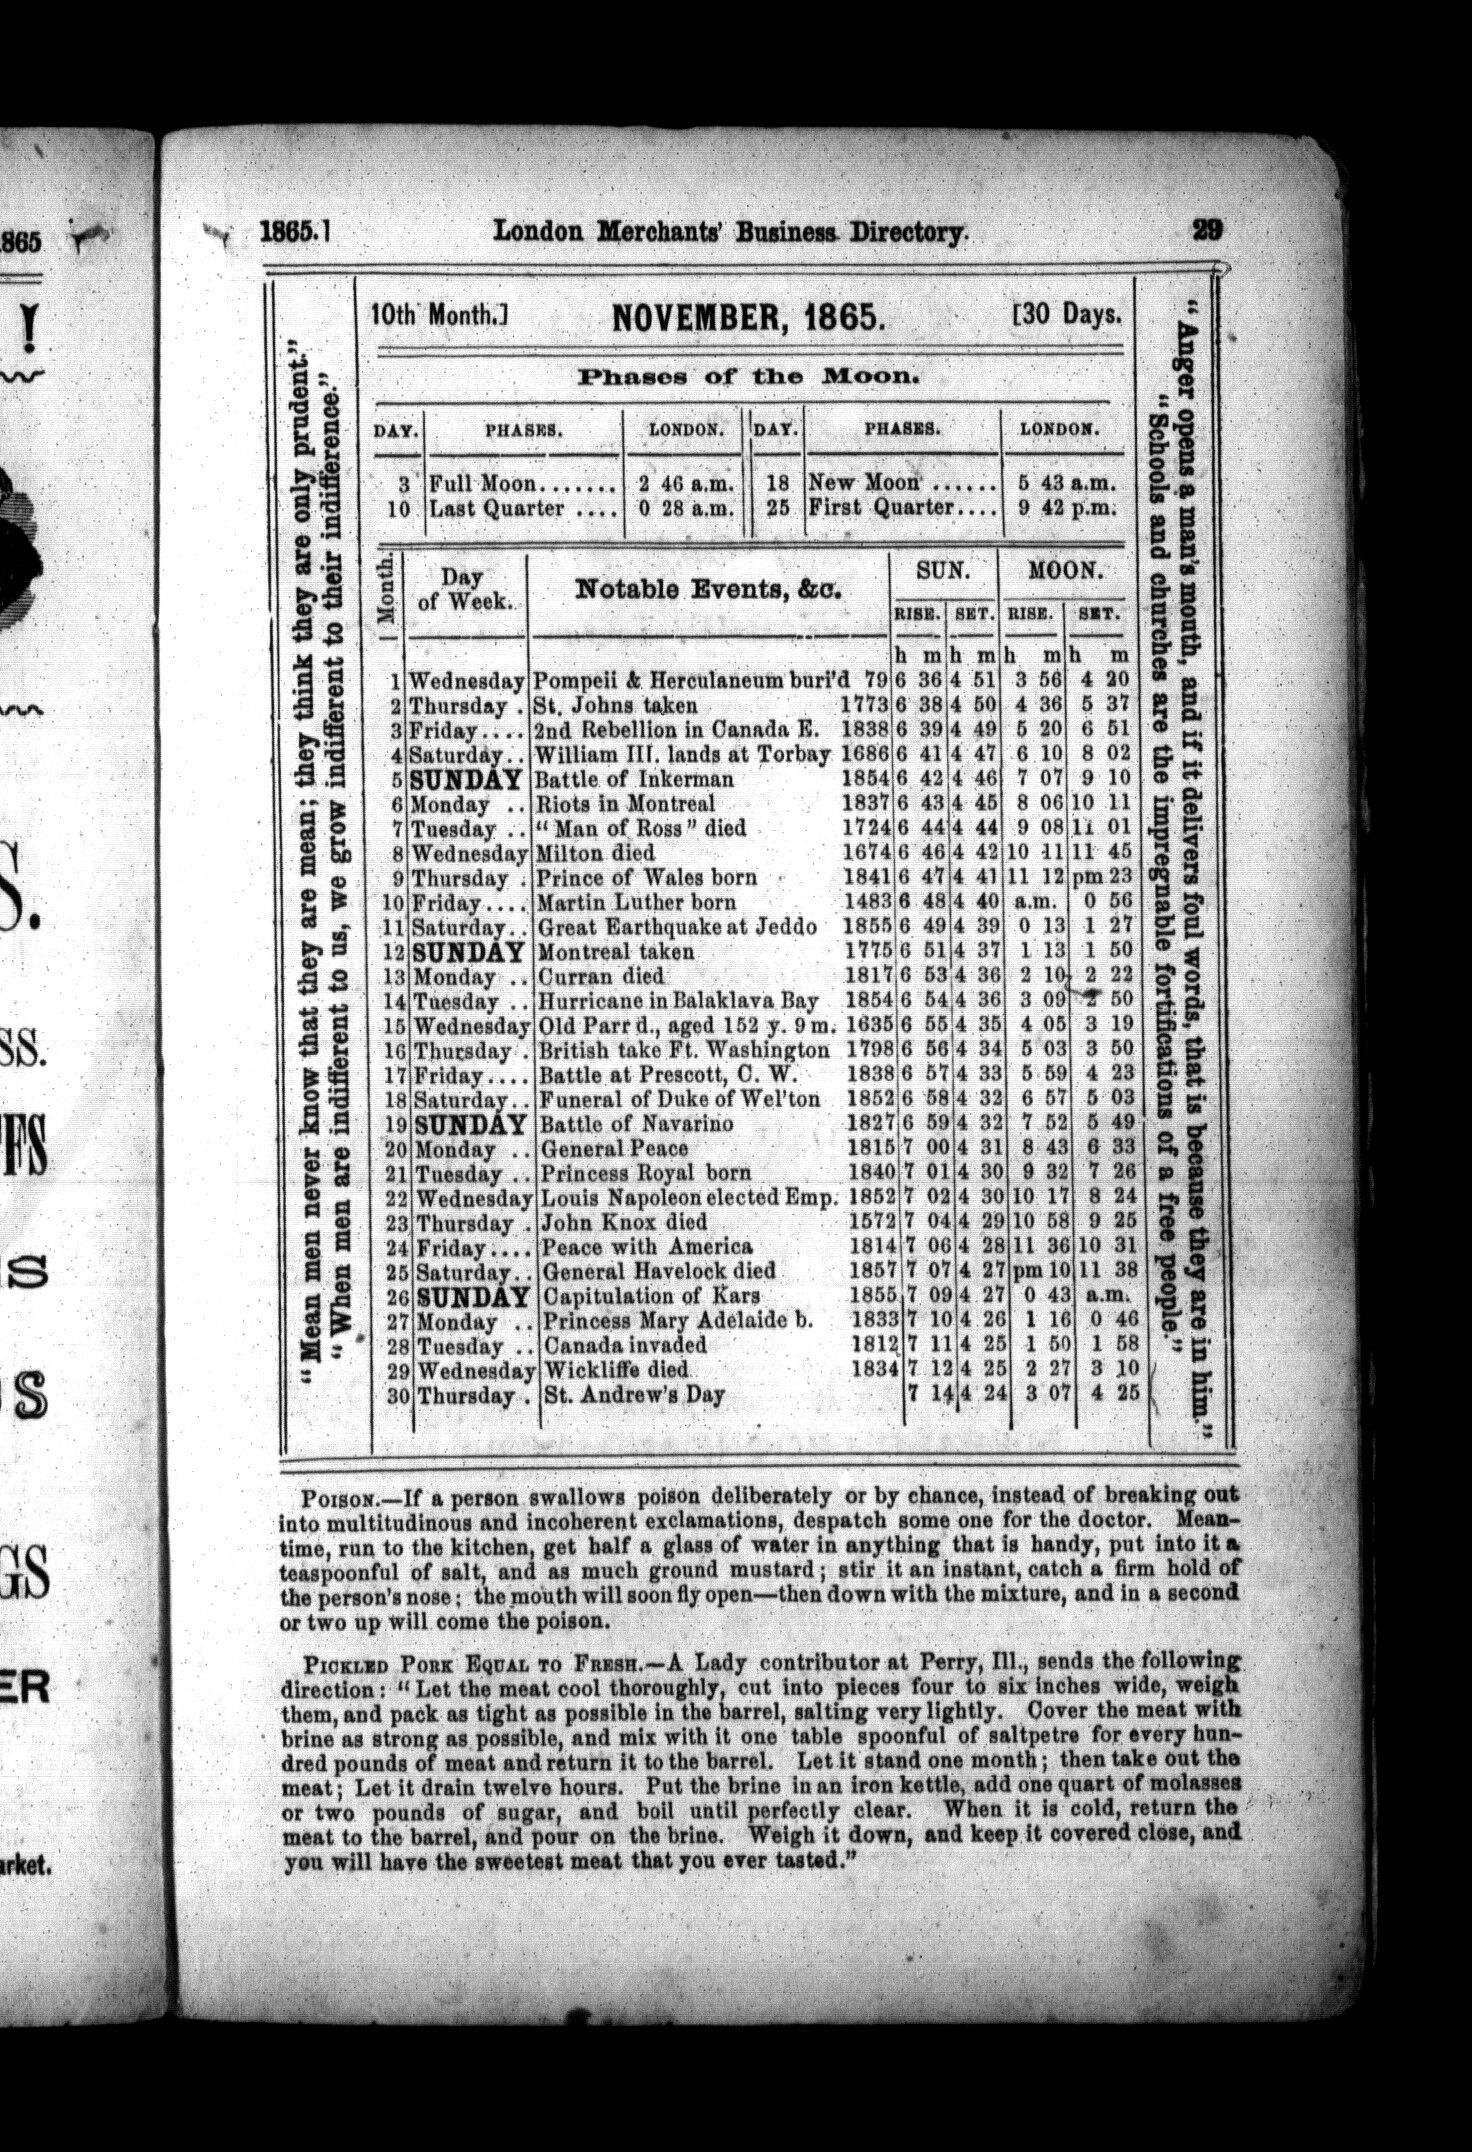 865
!
S.
SS.
FS
S
S
GS
ER
arket.
1865.] London Merchants' Business Directory. 29
"Mean men never know that they are mean; they think they are only prudent."
"When men are indifferent to us, we grow indifferent to their indifference."
10th Month.] NOVEMBER, 1865. [30 Days.
Phases of the Moon.
DAY. PHASES. LONDON. DAY. PHASES. LONDON.
3 Full Moon....... 2 46 a.m. 18 New Moon ...... 5 43 a.m.
10 Last Quarter .... 0 28 a.m. 25 First Quarter.... 9 42 p.m.
Month. Day of Week. Notable Events, &c. SUN. MOON.
RISE. SET. RISE. SET.
h m h m h m h m
1 Wednesday Pompeii & Herculaneum buri'd 79 6 36 4 51 3 56 4 20
2 Thursday . St. Johns taken 1773 6 38 4 50 4 36 5 37
3 Friday.... 2nd Rebellion in Canada E. 1838 6 39 4 49 5 20 6 51
4 Saturday.. William III. lands at Torbay 1686 6 41 4 47 6 10 8 02
5 SUNDAY Battle of Inkerman 1854 6 42 4 46 7 07 9 10
6 Monday .. Riots in Montreal 1837 6 43 4 45 8 06 10 11
7 Tuesday .. "Man of Ross" died 1724 6 44 4 44 9 08 11 01
8 Wednesday Milton died 1674 6 46 4 42 10 11 11 45
9 Thursday . Prince of Wales born 1841 6 47 4 41 11 12 pm 23
10 Friday.... Martin Luther born 1483 6 48 4 40 a.m. 0 56
11 Saturday.. Great Earthquake at Jeddo 1855 6 49 4 39 0 13 1 27
12 SUNDAY Montreal taken 1775 6 51 4 37 1 13 1 50
13 Monday .. Curran died 1817 6 53 4 36 2 10 2 22
14 Tuesday .. Hurricane in Balaklava Bay 1854 6 54 4 36 3 09 2 50
15 Wednesday Old Parr d., aged 152 y. 9 m. 1635 6 55 4 35 4 05 3 19
16 Thursday . British take Ft. Washington 1798 6 56 4 34 5 03 3 50
17 Friday.... Battle at Prescott, C. W. 1838 6 57 4 33 5 59 4 23
18 Saturday.. Funeral of Duke of Wel'ton 1852 6 58 4 32 6 57 5 03
19 SUNDAY Battle of Navarino 1827 6 59 4 32 7 52 5 49
20 Monday .. General Peace 1815 7 00 4 31 8 43 6 33
21 Tuesday .. Princess Royal born 1840 7 01 4 30 9 32 7 26
22 Wednesday Louis Napoleon elected Emp. 1852 7 02 4 30 10 17 8 24
23 Thursday . John Knox died 1572 7 04 4 29 10 58 9 25
24 Friday.... Peace with America 1814 7 06 4 28 11 36 10 31
25 Saturday.. General Havelock died 1857 7 07 4 27 pm 10 11 38
26 SUNDAY Capitulation of Kars 1855 7 09 4 27 0 43 a.m.
27 Monday .. Princess Mary Adelaide b. 1833 7 10 4 26 1 16 0 46
28 Tuesday .. Canada invaded 1812 7 11 4 25 1 50 1 58
29 Wednesday Wickliffe died 1834 7 12 4 25 2 27 3 10
30 Thursday . St. Andrew's Day 7 14 4 24 3 07 4 25
"Anger opens a man's mouth, and if it delivers foul words, that is because they are in him."
"Schools and churches are the impregnable fortifications of a free people."
POISON.—If a person swallows poison deliberately or by chance, instead of breaking out
into multitudinous and incoherent exclamations, despatch some one for the doctor. Mean-
time, run to the kitchen, get half a glass of water in anything that is handy, put into it a
teaspoonful of salt, and as much ground mustard; stir it an instant, catch a firm hold of
the person's nose; the mouth will soon fly open—then down with the mixture, and in a second
or two up will come the poison.
PICKLED PORK EQUAL TO FRESH.—A Lady contributor at Perry, Ill., sends the following
direction: "Let the meat cool thoroughly, cut into pieces four to six inches wide, weigh
them, and pack as tight as possible in the barrel, salting very lightly. Cover the meat with
brine as strong as possible, and mix with it one table spoonful of saltpetre for every hun-
dred pounds of meat and return it to the barrel. Let it stand one month; then take out the
meat; Let it drain twelve hours. Put the brine in an iron kettle, add one quart of molasses
or two pounds of sugar, and boil until perfectly clear. When it is cold, return the
meat to the barrel, and pour on the brine. Weigh it down, and keep it covered close, and
you will have the sweetest meat that you ever tasted."